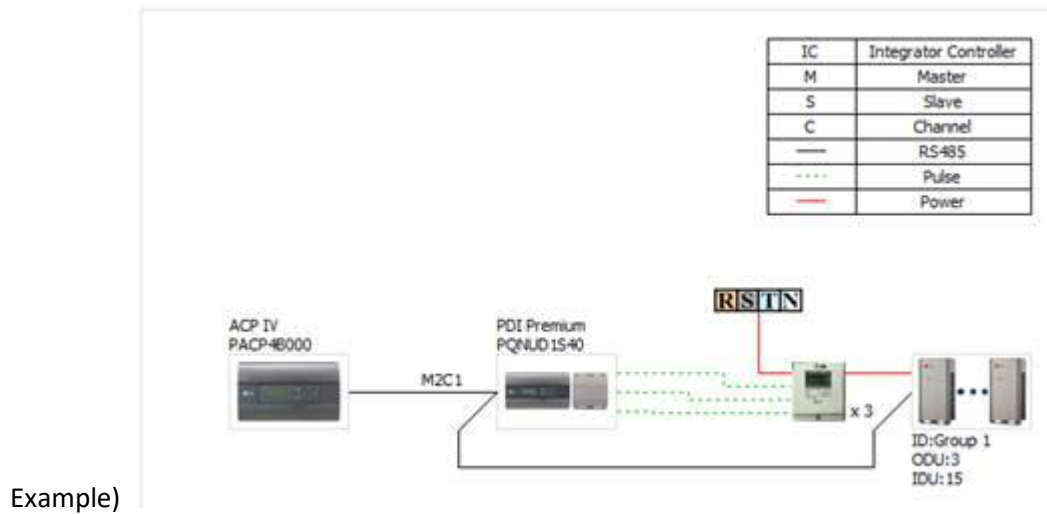 IC Integrator Controller
M Master
S Slave
C Channel
RS485
Pulse
Power
RSTN
ACP IV
PACP4B000
PDI Premium
PQNUD1S40
M2C1
x 3
ID:Group 1
ODU:3
IDU:15
Example)